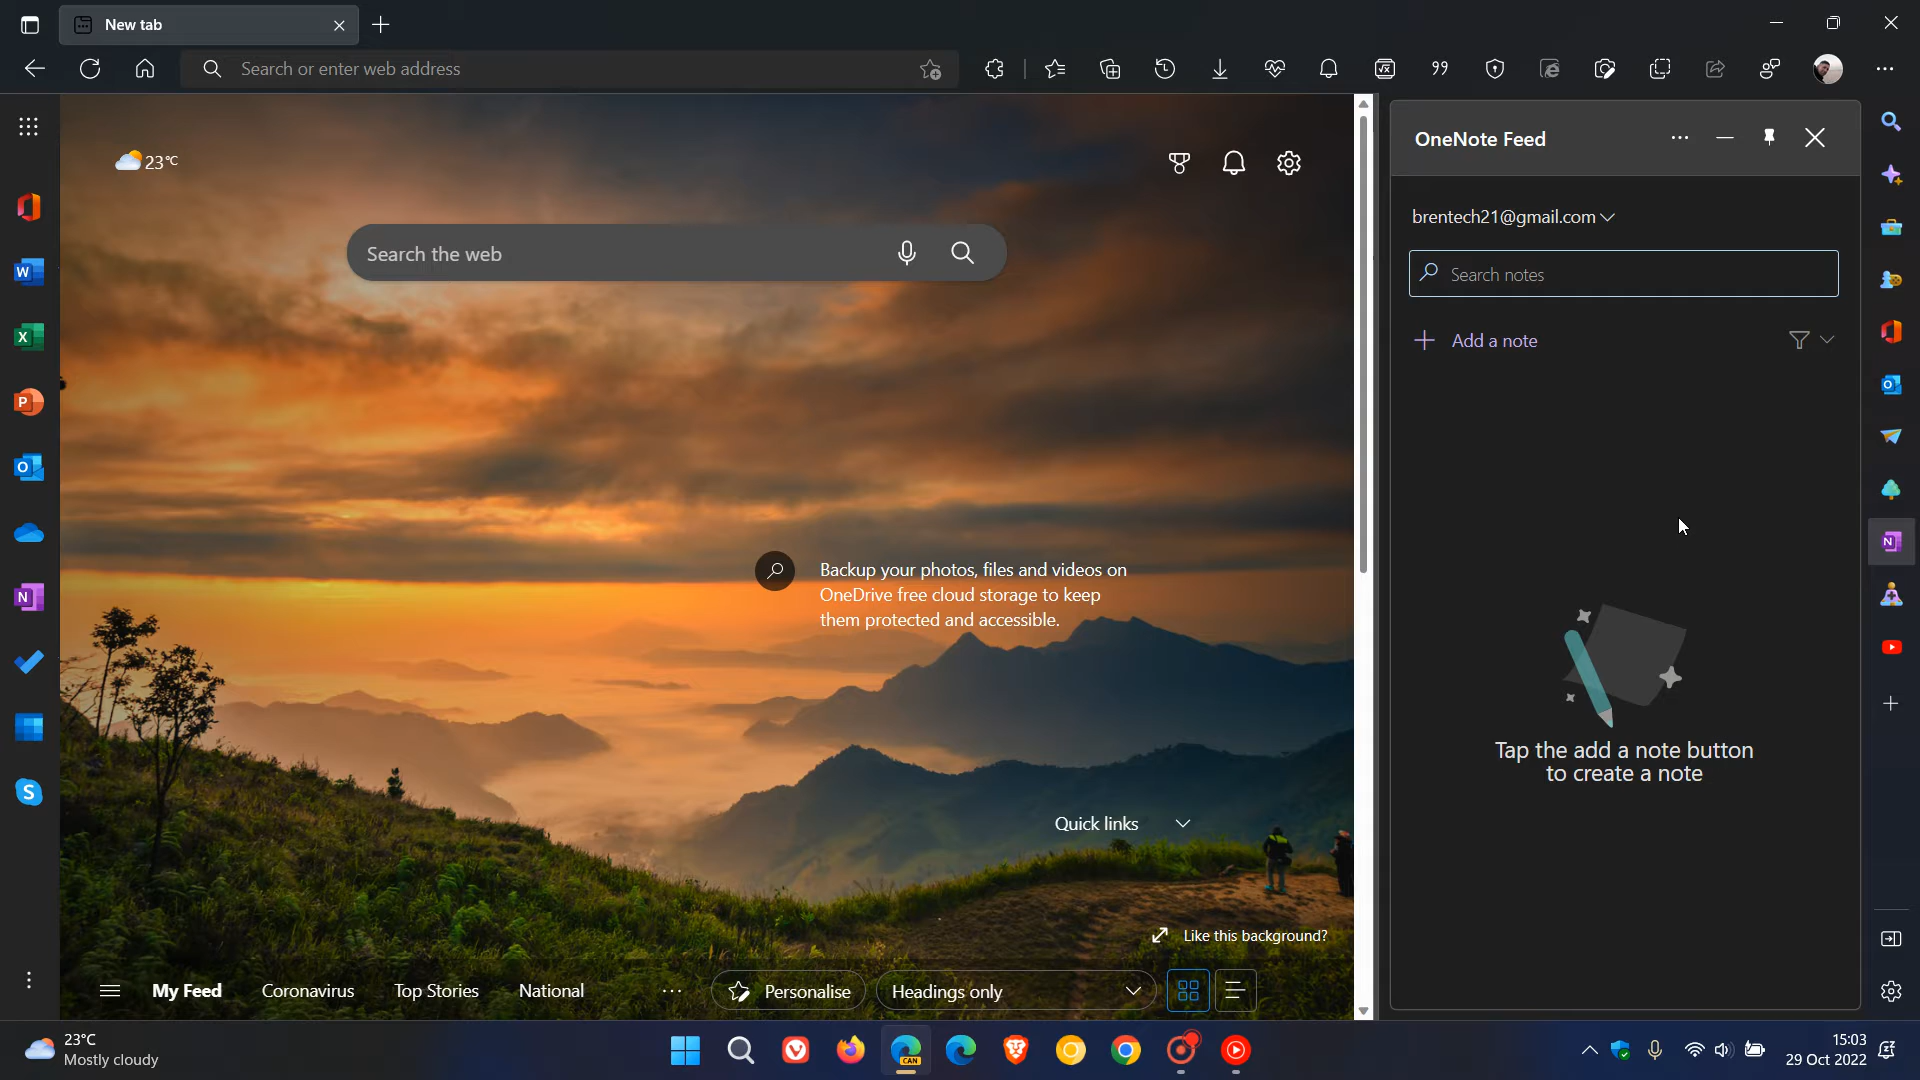 New tab
Search or enter web address
23°C
Search the web
Backup your photos, files and videos on
OneDrive free cloud storage to keep
them protected and accessible.
Quick links
Like this background?
My Feed
Coronavirus
Top Stories
National
Personalise
Headings only
OneNote Feed
brentech21@gmail.com
Search notes
Add a note
Tap the add a note button
to create a note
23°C
Mostly cloudy
CAN
15:03
29 Oct 2022